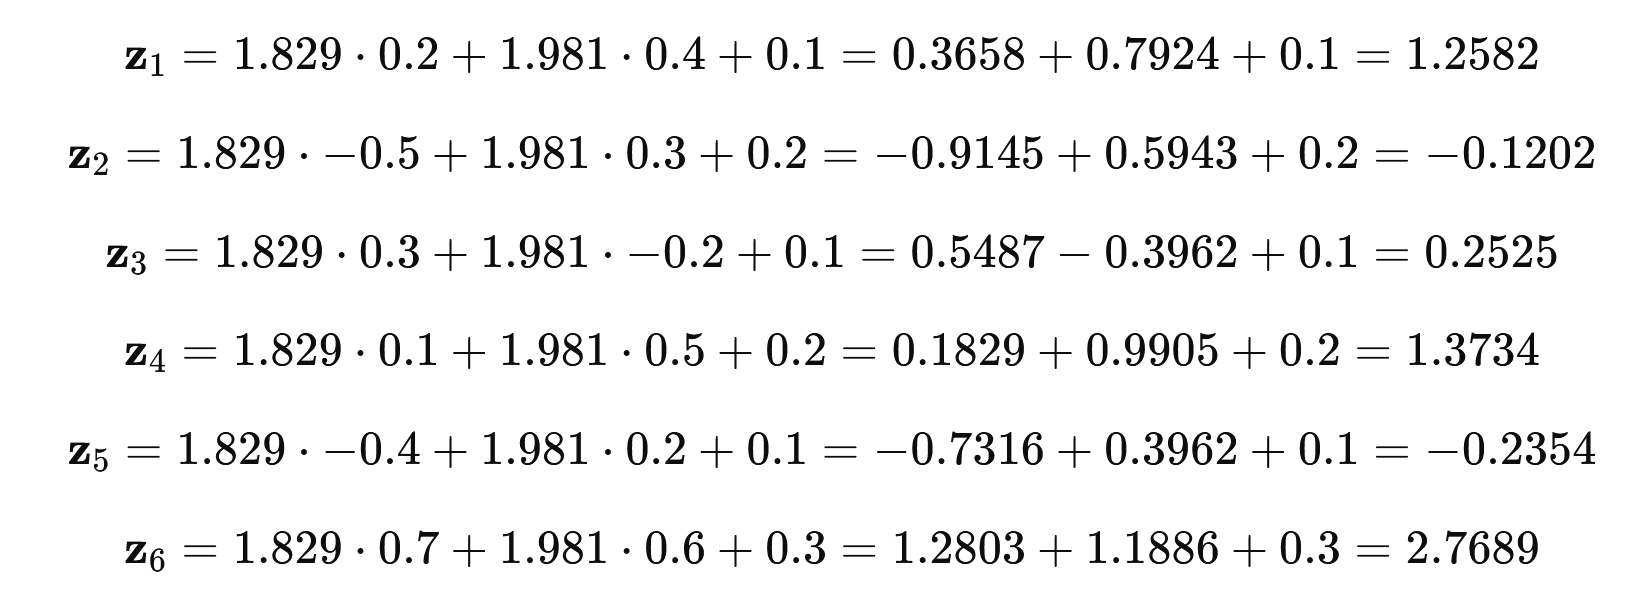 z₁ = 1.829 · 0.2 + 1.981 · 0.4 + 0.1 = 0.3658 + 0.7924 + 0.1 = 1.2582
z₂ = 1.829 · −0.5 + 1.981 · 0.3 + 0.2 = −0.9145 + 0.5943 + 0.2 = −0.1202
z₃ = 1.829 · 0.3 + 1.981 · −0.2 + 0.1 = 0.5487 − 0.3962 + 0.1 = 0.2525
z₄ = 1.829 · 0.1 + 1.981 · 0.5 + 0.2 = 0.1829 + 0.9905 + 0.2 = 1.3734
z₅ = 1.829 · −0.4 + 1.981 · 0.2 + 0.1 = −0.7316 + 0.3962 + 0.1 = −0.2354
z₆ = 1.829 · 0.7 + 1.981 · 0.6 + 0.3 = 1.2803 + 1.1886 + 0.3 = 2.7689